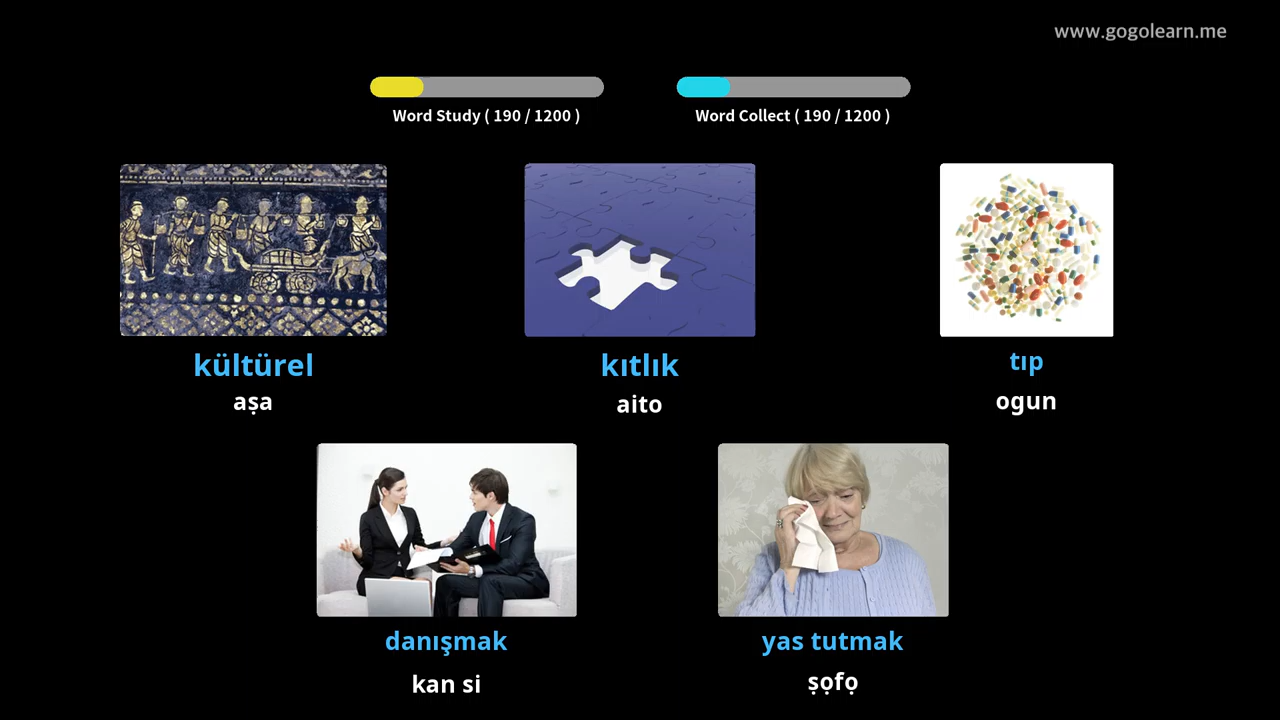 www.gogolearn.me
Word Study ( 190 / 1200 )
Word Collect ( 190 / 1200 )
kültürel
aṣa
kıtlık
aito
tıp
ogun
danışmak
kan si
yas tutmak
ṣọfọ